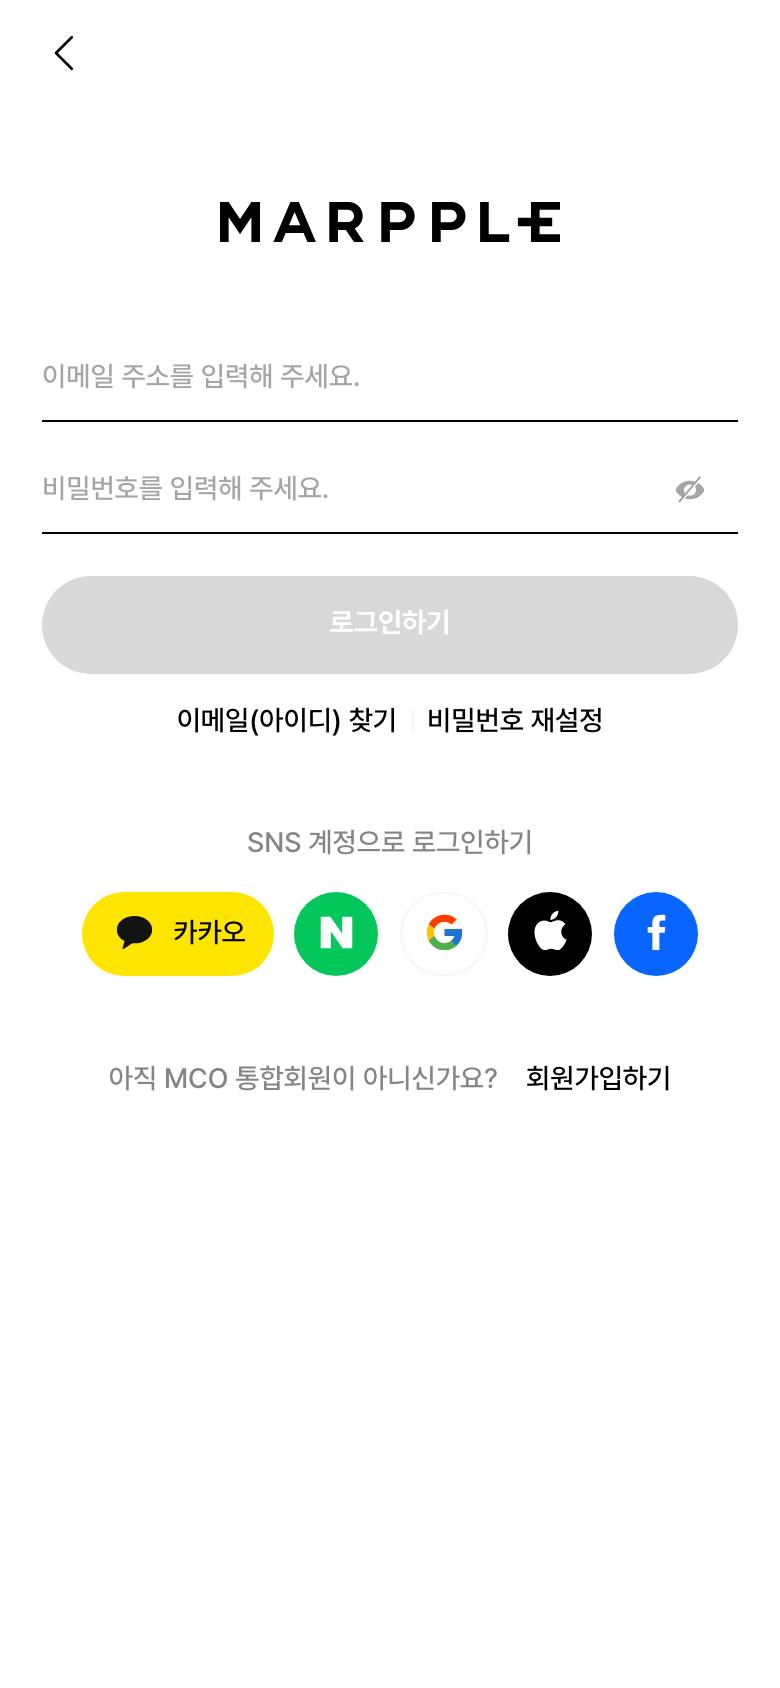 MARPPLE
이메일 주소를 입력해 주세요.
비밀번호를 입력해 주세요.
로그인하기
이메일(아이디) 찾기 비밀번호 재설정
SNS 계정으로 로그인하기
카카오
아직 MCO 통합회원이 아니신가요? 회원가입하기